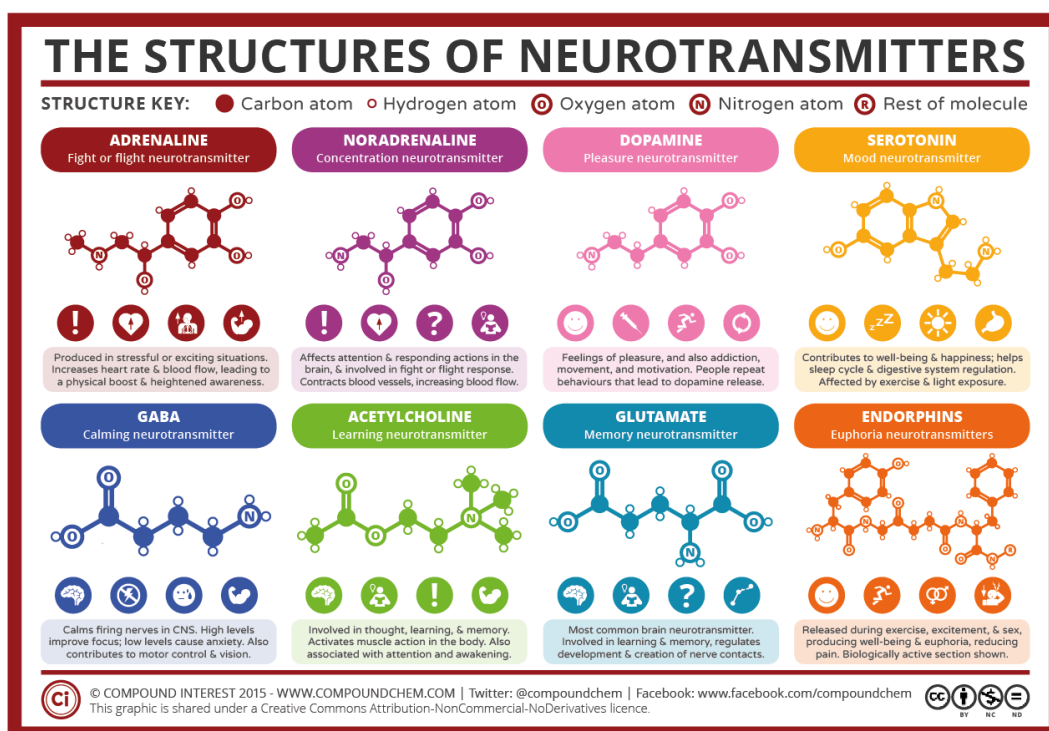 THE STRUCTURES OF NEUROTRANSMITTERS
STRUCTURE KEY: Carbon atom Hydrogen atom O Oxygen atom N Nitrogen atom R Rest of molecule
ADRENALINE
Fight or flight neurotransmitter
O
O
N
O
Produced in stressful or exciting situations.
Increases heart rate & blood flow, leading to
a physical boost & heightened awareness.
NORADRENALINE
Concentration neurotransmitter
O
N
O
O
Affects attention & responding actions in the
brain, & involved in fight or flight response.
Contracts blood vessels, increasing blood flow.
DOPAMINE
Pleasure neurotransmitter
O
N
O
Feelings of pleasure, and also addiction,
movement, and motivation. People repeat
behaviours that lead to dopamine release.
SEROTONIN
Mood neurotransmitter
N
O
N
zzZ
Contributes to well-being & happiness; helps
sleep cycle & digestive system regulation.
Affected by exercise & light exposure.
GABA
Calming neurotransmitter
O
O
N
Calms firing nerves in CNS. High levels
improve focus; low levels cause anxiety. Also
contributes to motor control & vision.
ACETYLCHOLINE
Learning neurotransmitter
O
N
O
Involved in thought, learning, & memory.
Activates muscle action in the body. Also
associated with attention and awakening.
GLUTAMATE
Memory neurotransmitter
O O
O O
N
Most common brain neurotransmitter.
Involved in learning & memory, regulates
development & creation of nerve contacts.
ENDORPHINS
Euphoria neurotransmitters
O
O
N N N
O O
O N R
Released during exercise, excitement, & sex,
producing well-being & euphoria, reducing
pain. Biologically active section shown.
Ci
© COMPOUND INTEREST 2015 - WWW.COMPOUNDCHEM.COM | Twitter: @compoundchem | Facebook: www.facebook.com/compoundchem
This graphic is shared under a Creative Commons Attribution-NonCommercial-NoDerivatives licence.
cc
BY NC ND